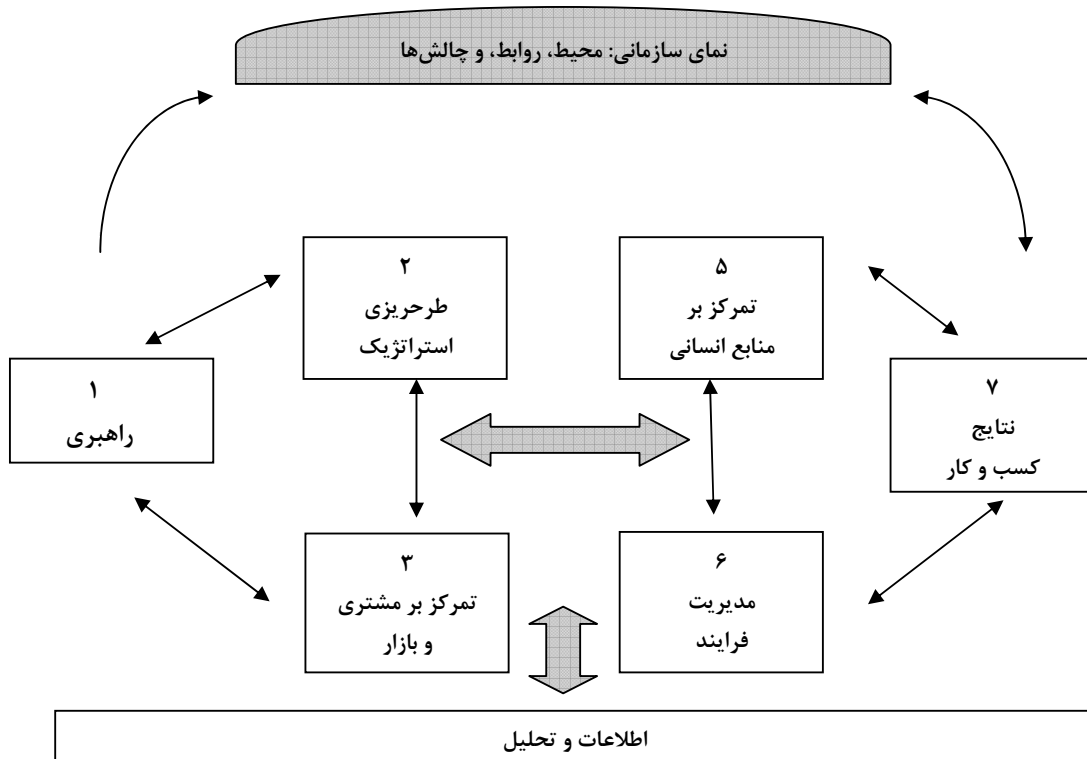 نمای سازمانی: محیط، روابط، و چالش‌ها
۲
طرحریزی
استراتژیک
۵
تمرکز بر
منابع انسانی
۱
راهبری
۷
نتایج
کسب و کار
۳
تمرکز بر مشتری
و بازار
۶
مدیریت
فرایند
اطلاعات و تحلیل